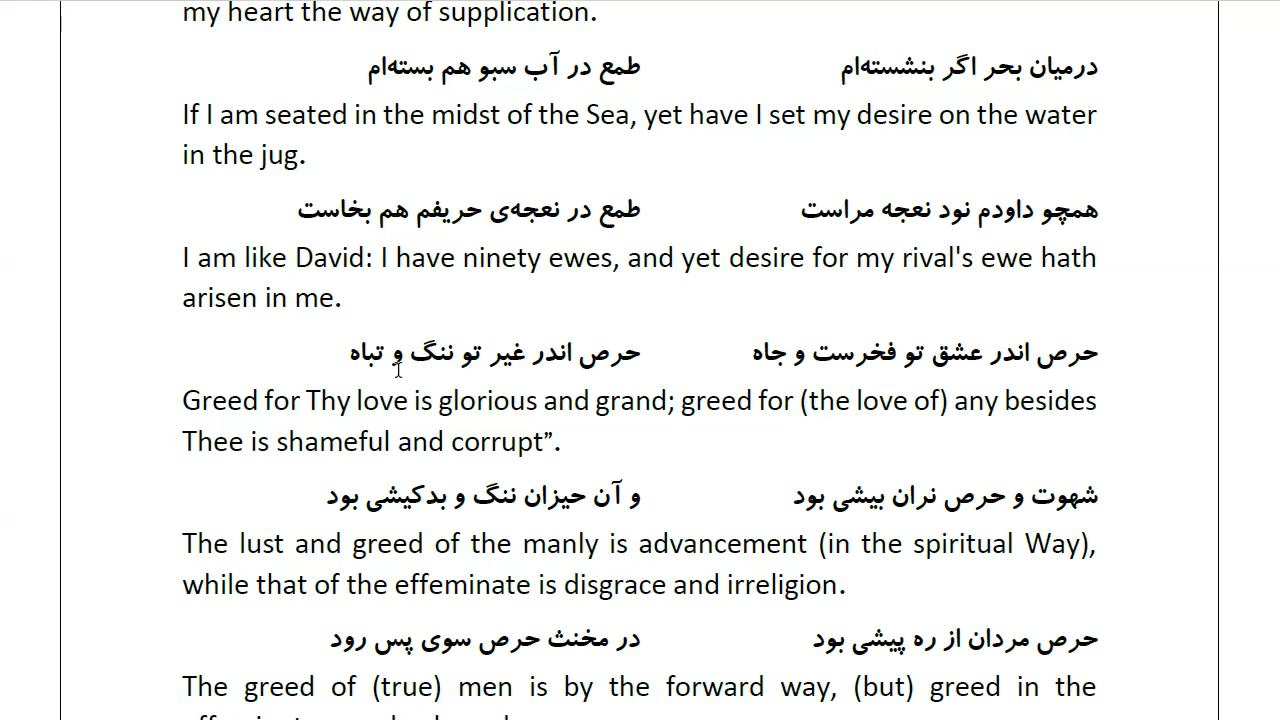 my heart the way of supplication.
درمیان بحر اگر بنشسته‌ام طمع در آب سبو هم بسته‌ام
If I am seated in the midst of the Sea, yet have I set my desire on the water
in the jug.
همچو داودم نود نعجه مراست طمع در نعجه‌ی حریفم هم بخاست
I am like David: I have ninety ewes, and yet desire for my rival's ewe hath
arisen in me.
حرص اندر عشق تو فخرست و جاه حرص اندر غیر تو ننگ و تباه
Greed for Thy love is glorious and grand; greed for (the love of) any besides
Thee is shameful and corrupt”.
شهوت و حرص نران بیشی بود و آن حیزان ننگ و بدکیشی بود
The lust and greed of the manly is advancement (in the spiritual Way),
while that of the effeminate is disgrace and irreligion.
حرص مردان از ره پیشی بود در مخنث حرص سوی پس رود
The greed of (true) men is by the forward way, (but) greed in the